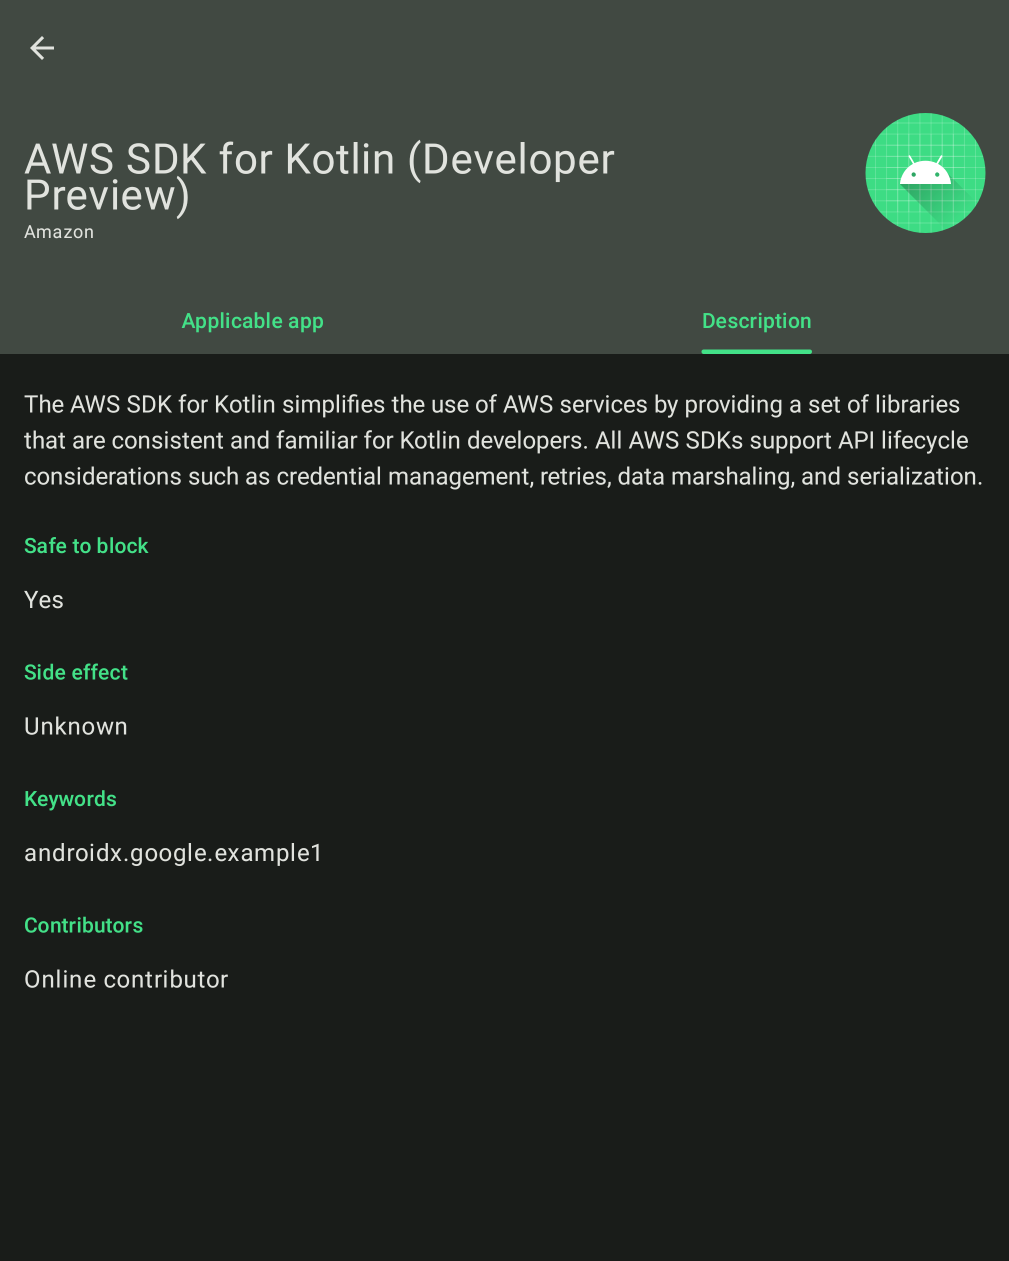 AWS SDK for Kotlin (Developer
Preview)
Amazon
Applicable app
Description
The AWS SDK for Kotlin simplifies the use of AWS services by providing a set of libraries
that are consistent and familiar for Kotlin developers. All AWS SDKs support API lifecycle
considerations such as credential management, retries, data marshaling, and serialization.
Safe to block
Yes
Side effect
Unknown
Keywords
androidx.google.example1
Contributors
Online contributor